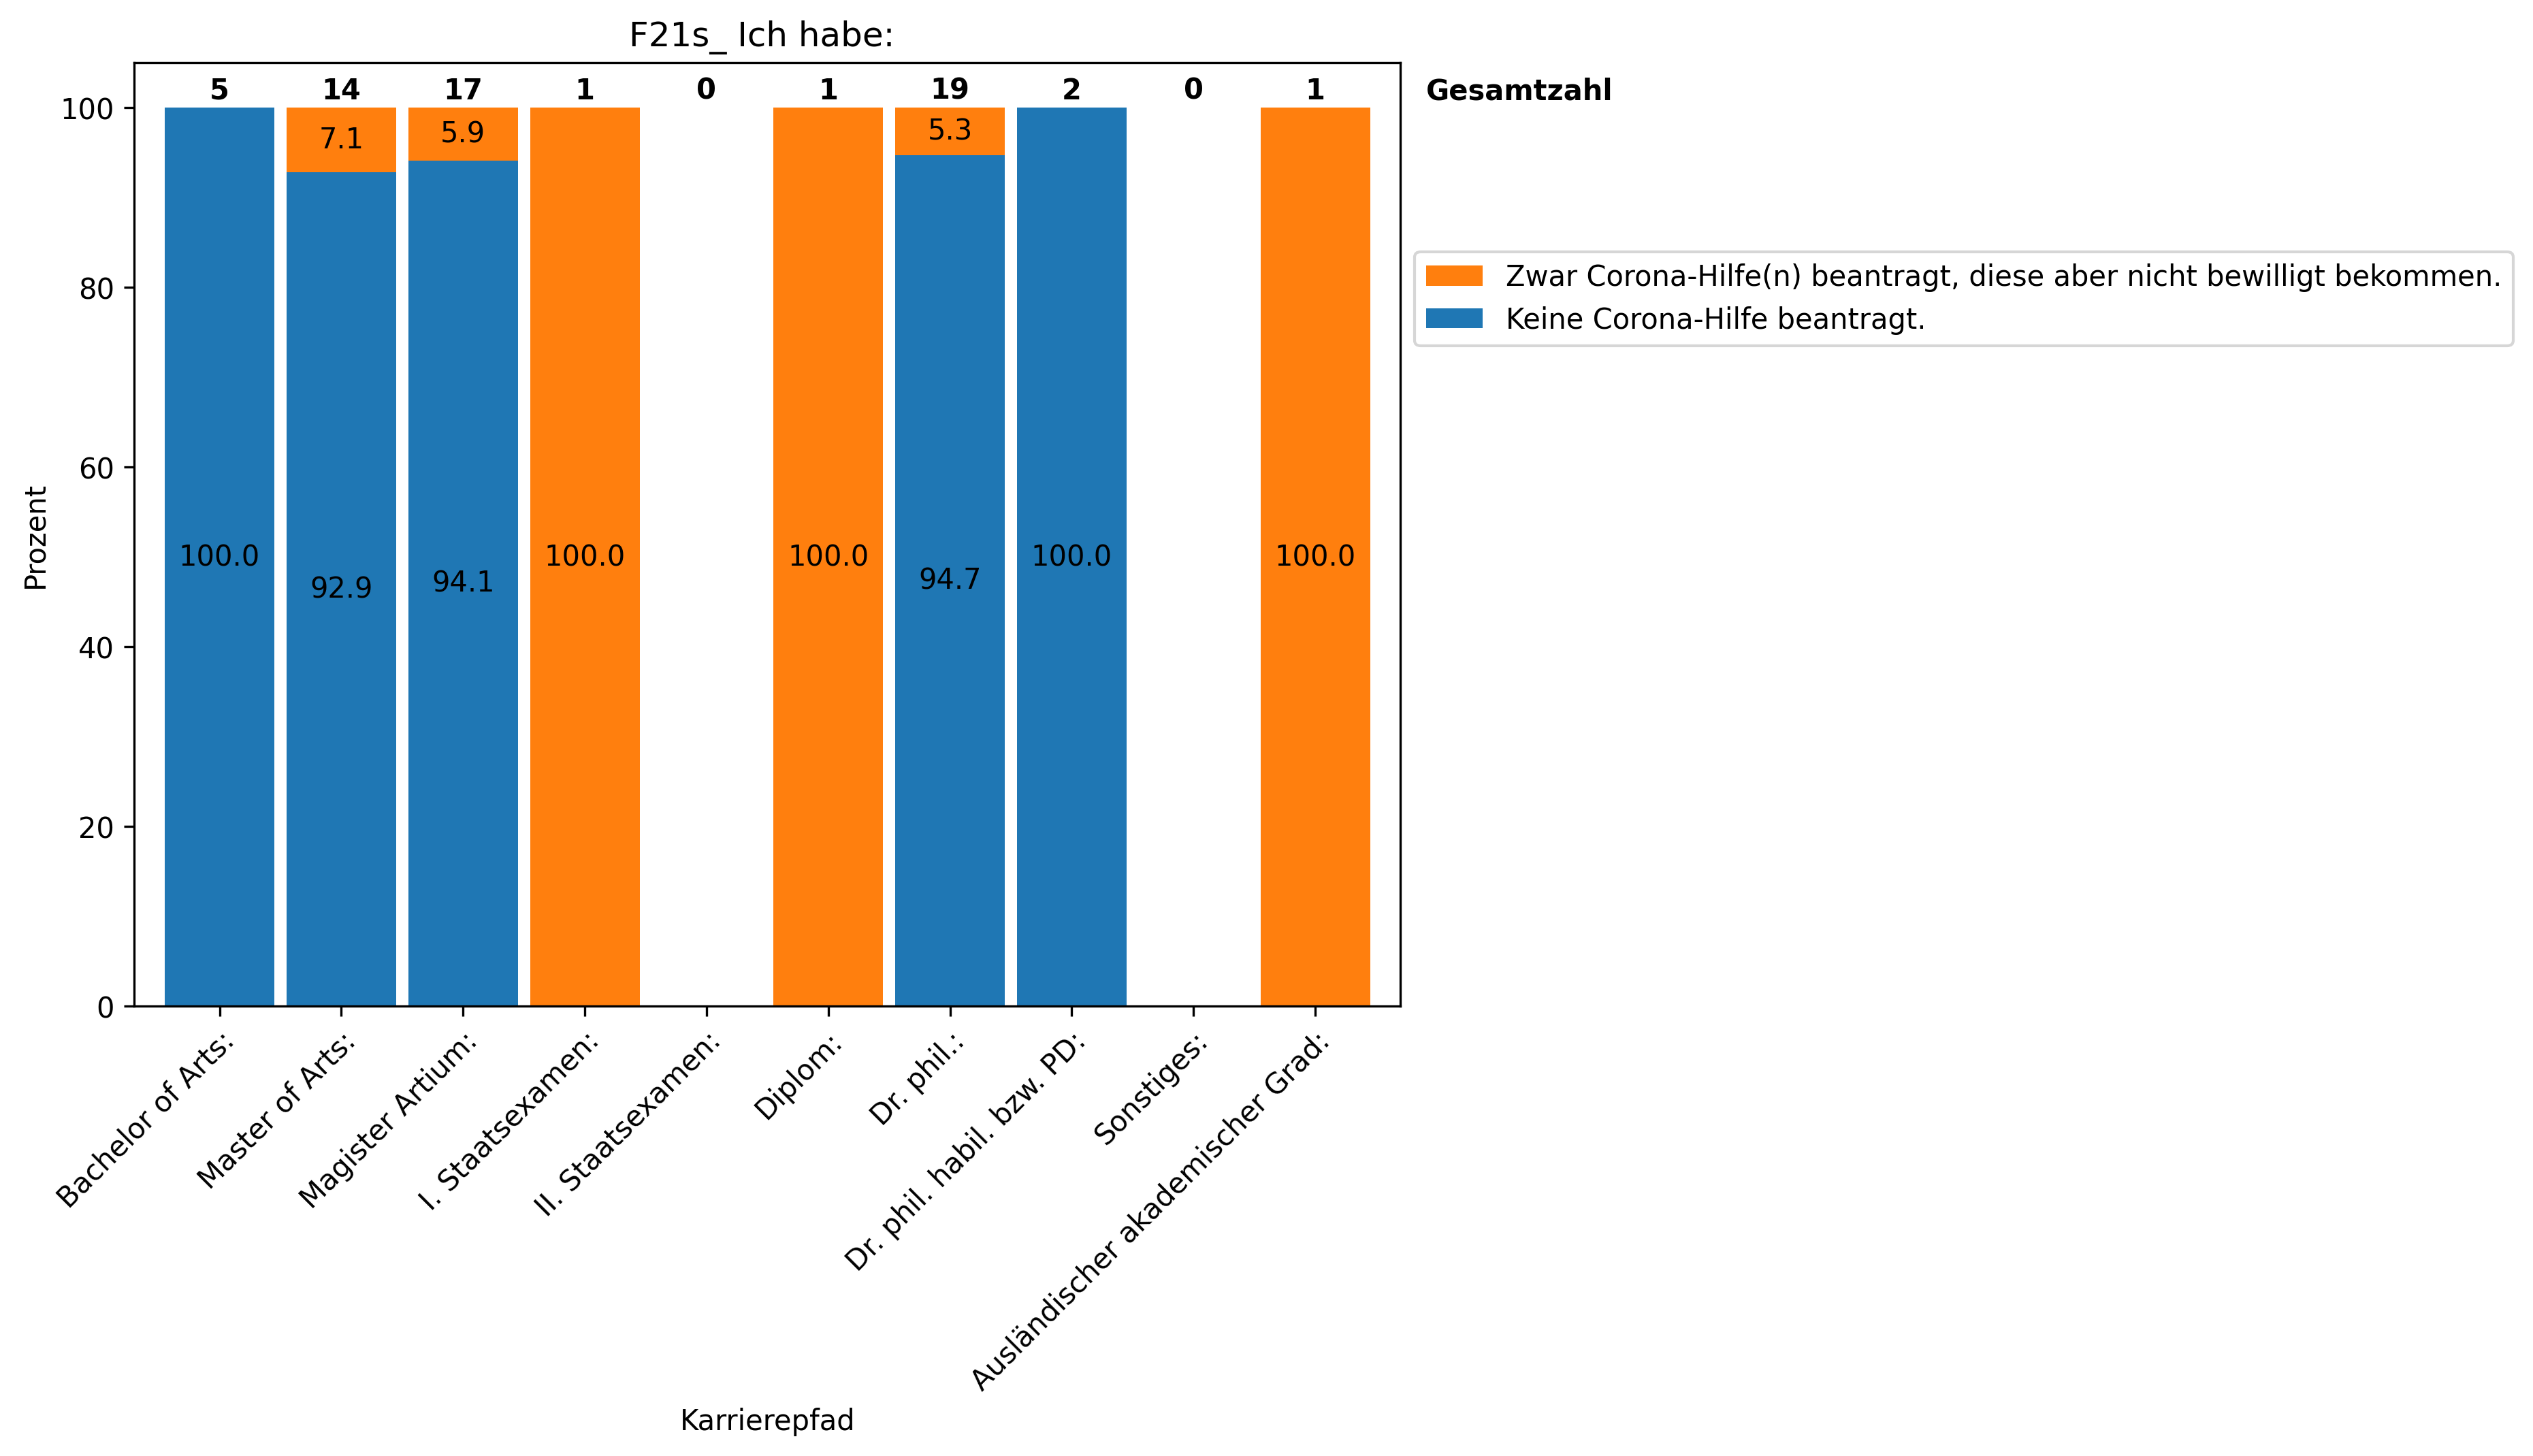 F21s_ Ich habe:
5 14 17 1 0 1 19 2 0 1 Gesamtzahl
100
80
60
40
20
0
Prozent
7.1 5.9 5.3
100.0 92.9 94.1 100.0 100.0 94.7 100.0 100.0
Zwar Corona-Hilfe(n) beantragt, diese aber nicht bewilligt bekommen.
Keine Corona-Hilfe beantragt.
Bachelor of Arts:
Master of Arts:
Magister Artium:
I. Staatsexamen:
II. Staatsexamen:
Diplom:
Dr. phil.:
Dr. phil. habil. bzw. PD:
Sonstiges:
Ausländischer akademischer Grad:
Karrierepfad